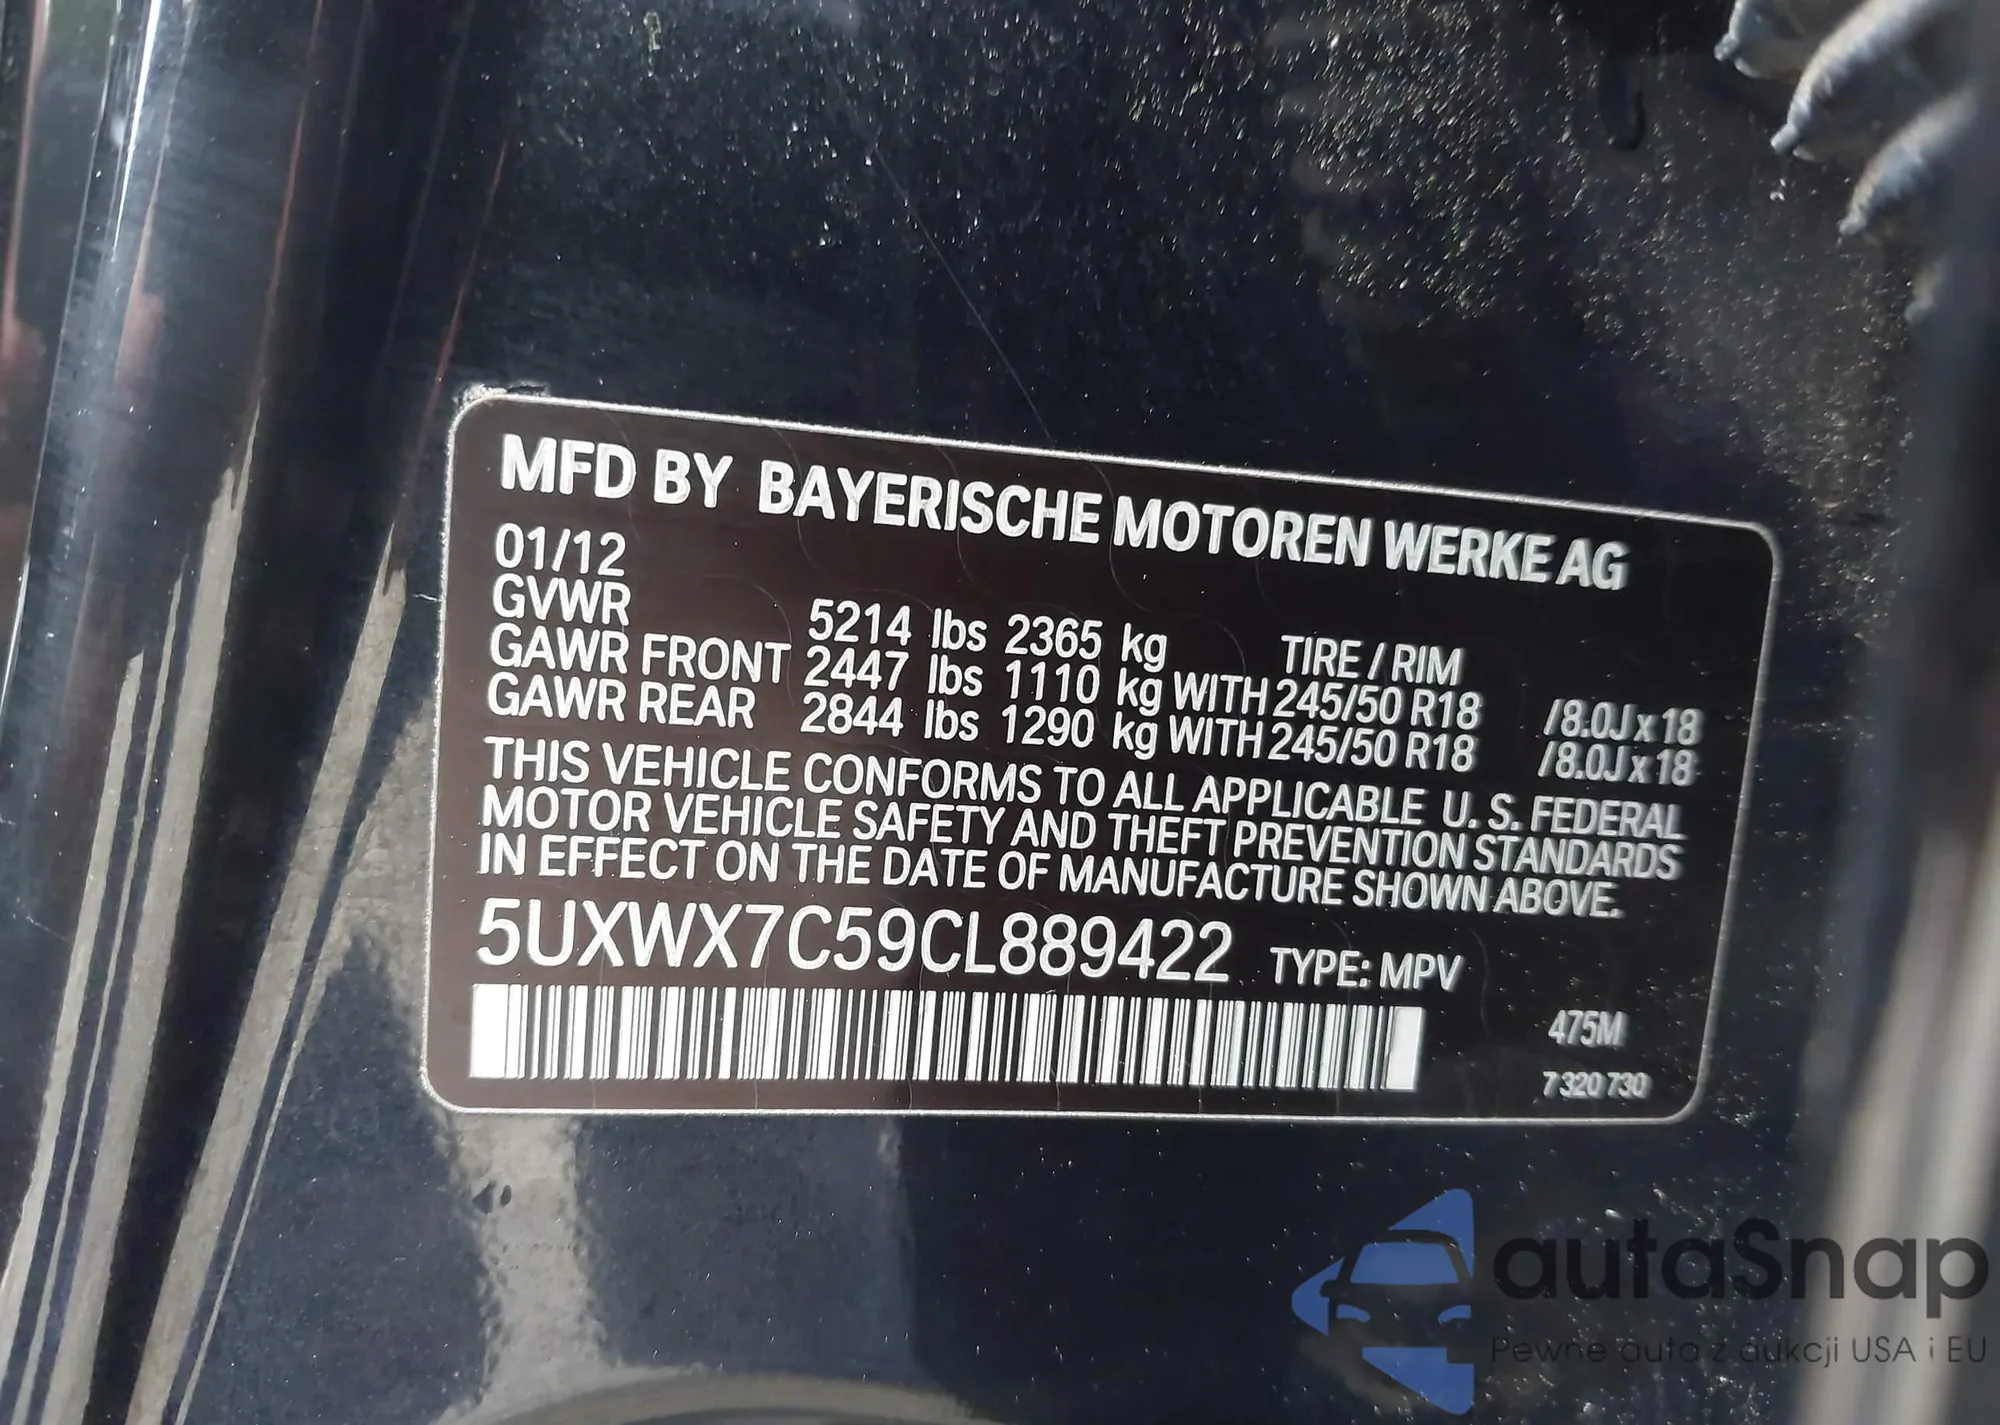 MFD BY BAYERISCHE MOTOREN WERKE AG
01/12
GVWR 5214 lbs 2365 kg TIRE / RIM
GAWR FRONT 2447 lbs 1110 kg WITH 245/50 R18 /8.0J x 18
GAWR REAR 2844 lbs 1290 kg WITH 245/50 R18 /8.0J x 18
THIS VEHICLE CONFORMS TO ALL APPLICABLE U. S. FEDERAL
MOTOR VEHICLE SAFETY AND THEFT PREVENTION STANDARDS
IN EFFECT ON THE DATE OF MANUFACTURE SHOWN ABOVE.
5UXWX7C59CL889422 TYPE: MPV
475M
7 320 730
autaSnap
Pewne auta z aukcji USA i EU